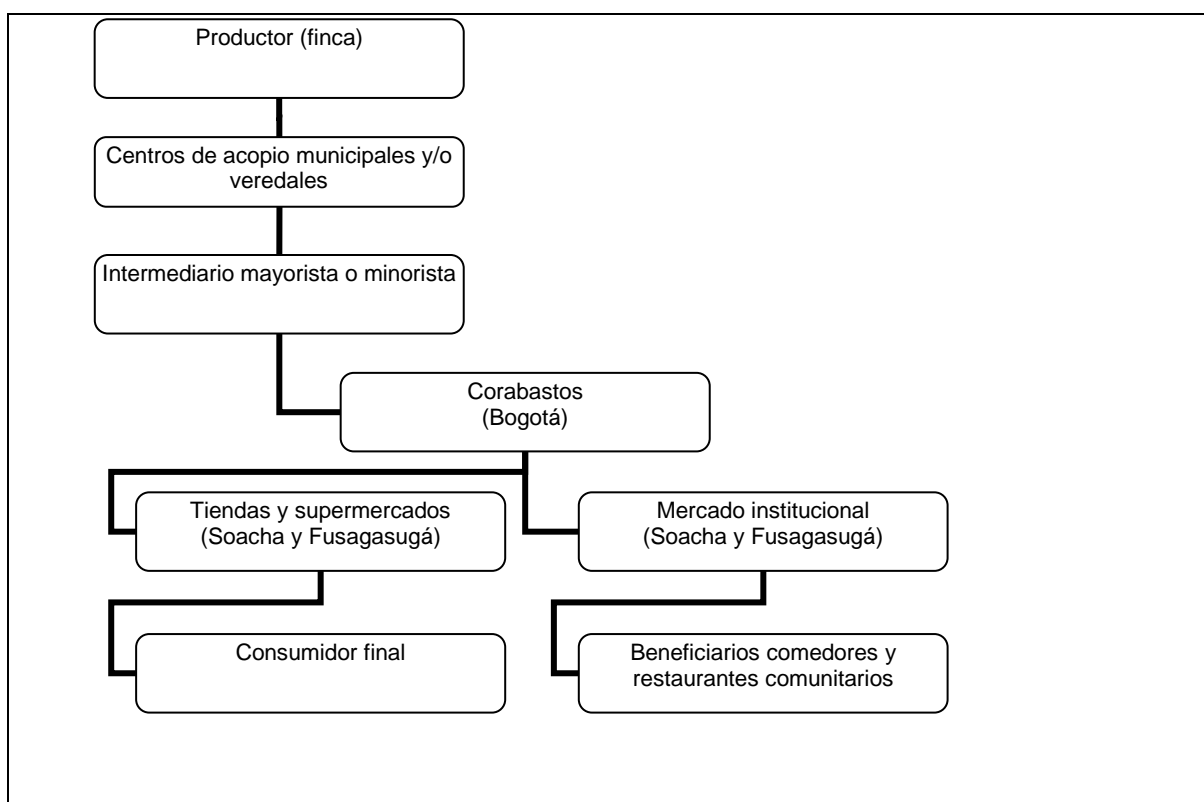 Productor (finca)
Centros de acopio municipales y/o
veredales
Intermediario mayorista o minorista
Corabastos
(Bogotá)
Tiendas y supermercados
(Soacha y Fusagasugá)
Mercado institucional
(Soacha y Fusagasugá)
Consumidor final
Beneficiarios comedores y
restaurantes comunitarios